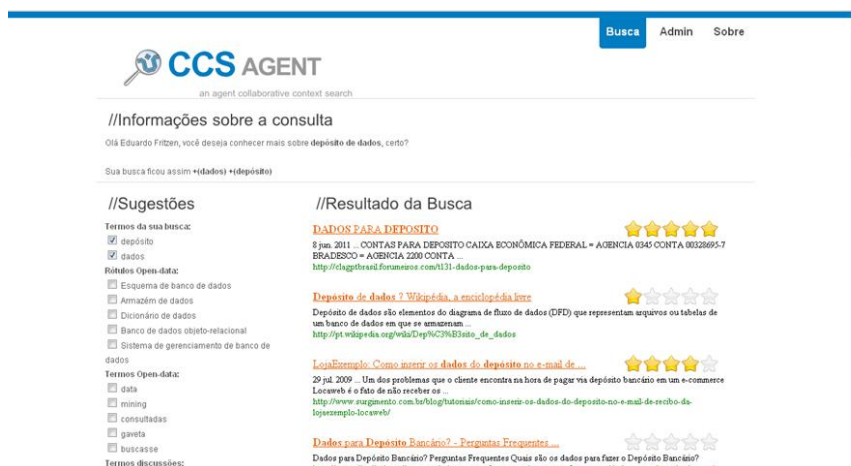 Busca Admin Sobre
CCS AGENT
an agent collaborative context search
//Informações sobre a consulta
Olá Eduardo Fritzen, você deseja conhecer mais sobre depósito de dados, certo?
Sua busca ficou assim +(dados) +(depósito)
//Sugestões
Termos da sua busca:
depósito
dados
Rótulos Open-data:
Esquema de banco de dados
Armazém de dados
Dicionário de dados
Banco de dados objeto-relacional
Sistema de gerenciamento de banco de
dados
Termos Open-data:
data
mining
consultadas
gaveta
buscasse
Termos discussões:
//Resultado da Busca
DADOS PARA DEPOSITO
8 jun. 2011 ... CONTAS PARA DEPOSITO CAIXA ECONÔMICA FEDERAL = AGENCIA 0345 CONTA 00328695-7
BRADESCO = AGENCIA 2200 CONTA ...
http://clagptbrasil.forumeiros.com/t131-dados-para-deposito
Depósito de dados ? Wikipédia, a enciclopédia livre
Depósito de dados são elementos do diagrama de fluxo de dados (DFD) que representam arquivos ou tabelas de
um banco de dados em que se armazenam ...
http://pt.wikipedia.org/wiki/Dep%C3%B3sito_de_dados
LojaExemplo: Como inserir os dados do depósito no e-mail de ...
29 jul. 2009 ... Um dos problemas que o cliente encontra na hora de pagar via depósito bancário em um e-commerce
Locaweb é o fato de não receber os ...
http://www.surgimento.com.br/blog/tutoriais/como-inserir-os-dados-do-deposito-no-e-mail-de-recibo-da-
lojaexemplo-locaweb/
Dados para Depósito Bancário? - Perguntas Frequentes ...
Dados para Depósito Bancário? Perguntas Frequentes Quais são os dados para fazer o Depósito Bancário?